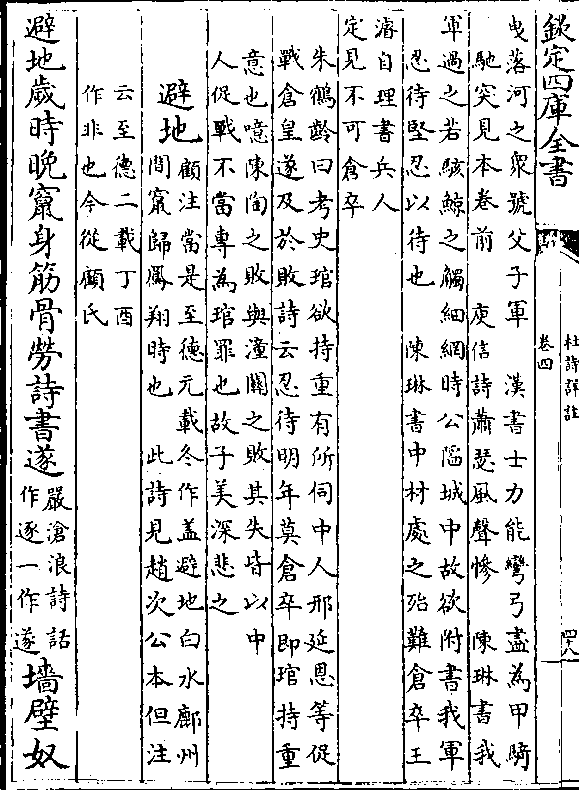 欽定四庫全書
杜詩詳註
卷四
四八
曳落河之衆號父子軍　漢書士力能彎弓盡為甲騎
馳突見本卷前　庾信詩蕭瑟風聲慘　陳琳書我
軍過之若駭鯨之觸細網時公陷城中故欲附書我軍
忍待堅忍以待也　陳琳書中材處之殆難倉卒王
濬自理書兵人
定見不可倉卒
朱鶴齡曰考史琯欲持重有所伺中人邢延恩等促
戰倉皇遂及於敗詩云忍待明年莫倉卒即琯持重
意也噫陳陶之敗與潼關之敗其失皆以中
人促戰不當專為琯罪也故子美深悲之
避地
顧注當是至德元載冬作盖避地白水鄜州
間竄歸鳳翔時也　此詩見趙次公本但注
云至德二載丁酉
作非也今從顧氏
避地歲時晚竄身筋骨勞詩書遂
嚴滄浪詩話
作逐一作遂
墻壁奴